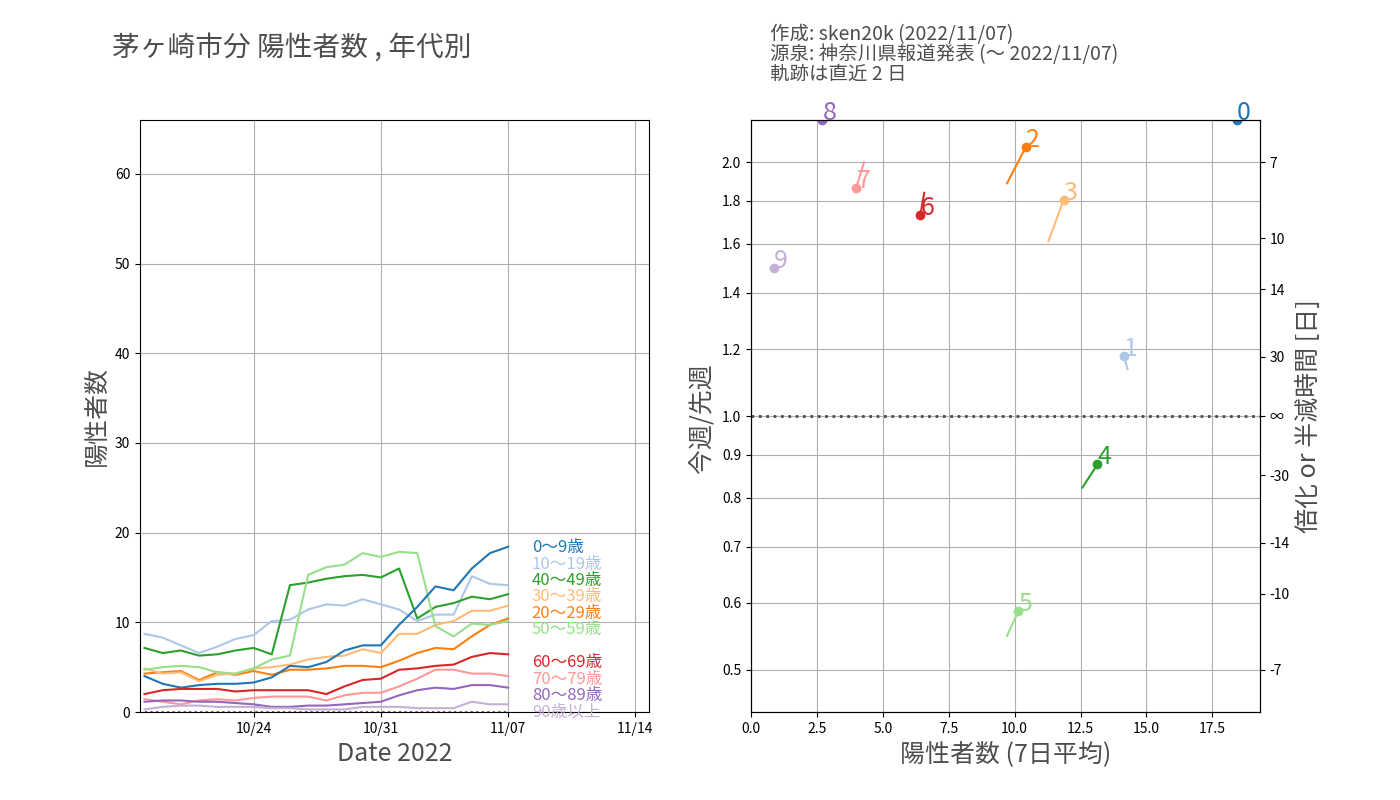 茅ヶ崎市分 陽性者数 , 年代別
作成: sken20k (2022/11/07)
源泉: 神奈川県報道発表 (〜 2022/11/07)
軌跡は直近 2 日
陽性者数
60
50
40
30
20
10
0
0〜9歳
10〜19歳
40〜49歳
30〜39歳
20〜29歳
50〜59歳
60〜69歳
70〜79歳
80〜89歳
90歳以上
10/24
10/31
11/07
11/14
Date 2022
今週/先週
2.0
1.8
1.6
1.4
1.2
1.0
0.9
0.8
0.7
0.6
0.5
8
0
2
7
3
6
9
1
4
5
7
10
14
30
∞
-30
-14
-10
-7
倍化 or 半減時間 [日]
0.0
2.5
5.0
7.5
10.0
12.5
15.0
17.5
陽性者数 (7日平均)